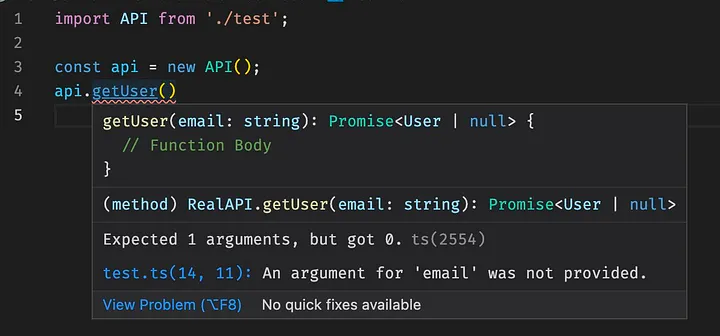 1 import API from './test';
2
3 const api = new API();
4 api.getUser()
5
getUser(email: string): Promise<User | null> {
// Function Body
}
(method) RealAPI.getUser(email: string): Promise<User | null>
Expected 1 arguments, but got 0. ts(2554)
test.ts(14, 11): An argument for 'email' was not provided.
View Problem (⌥F8) No quick fixes available